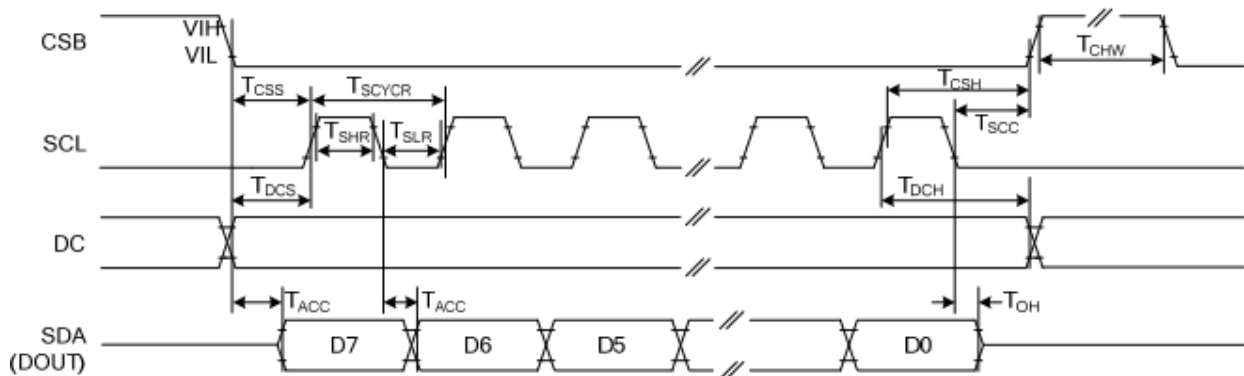 CSB
VIH
VIL
TCHW
TCSS
TSCYCR
TCSH
TSHR
TSLR
TSCC
SCL
TDCS
TDCH
DC
TACC
TACC
TOH
SDA
(DOUT)
D7
D6
D5
D0